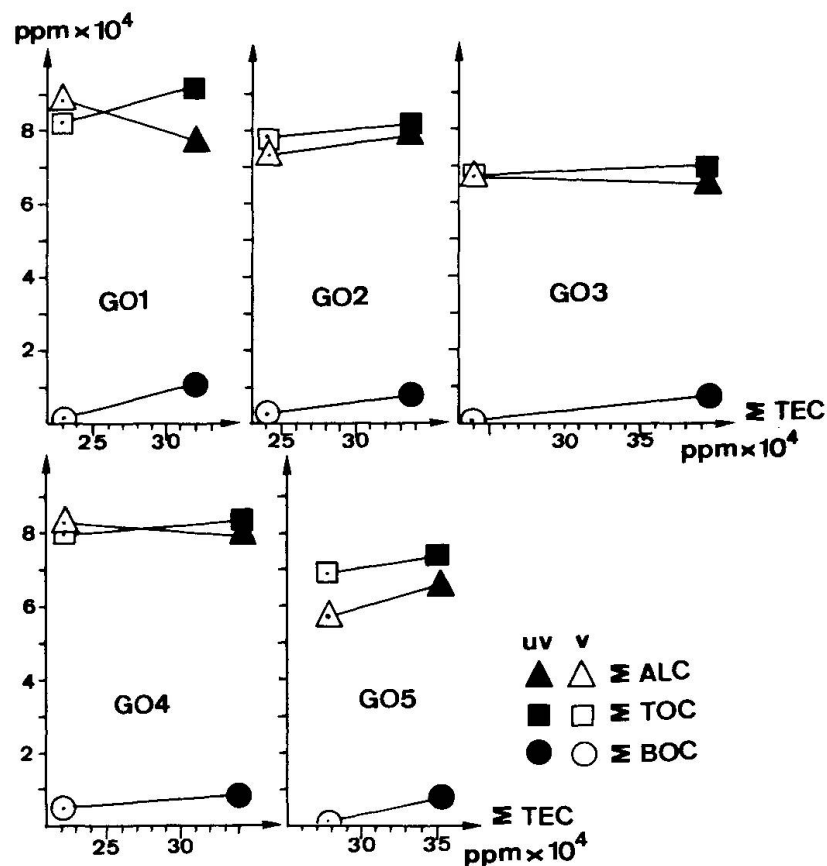 ppm×10⁴
8
6
4
2
GO1
GO2
GO3
25 30
25 30
30 35
Ʃ TEC
ppm×10⁴
8
6
4
2
GO4
GO5
25 30
30 35
Ʃ TEC
ppm×10⁴
uv v
Ʃ ALC
Ʃ TOC
Ʃ BOC